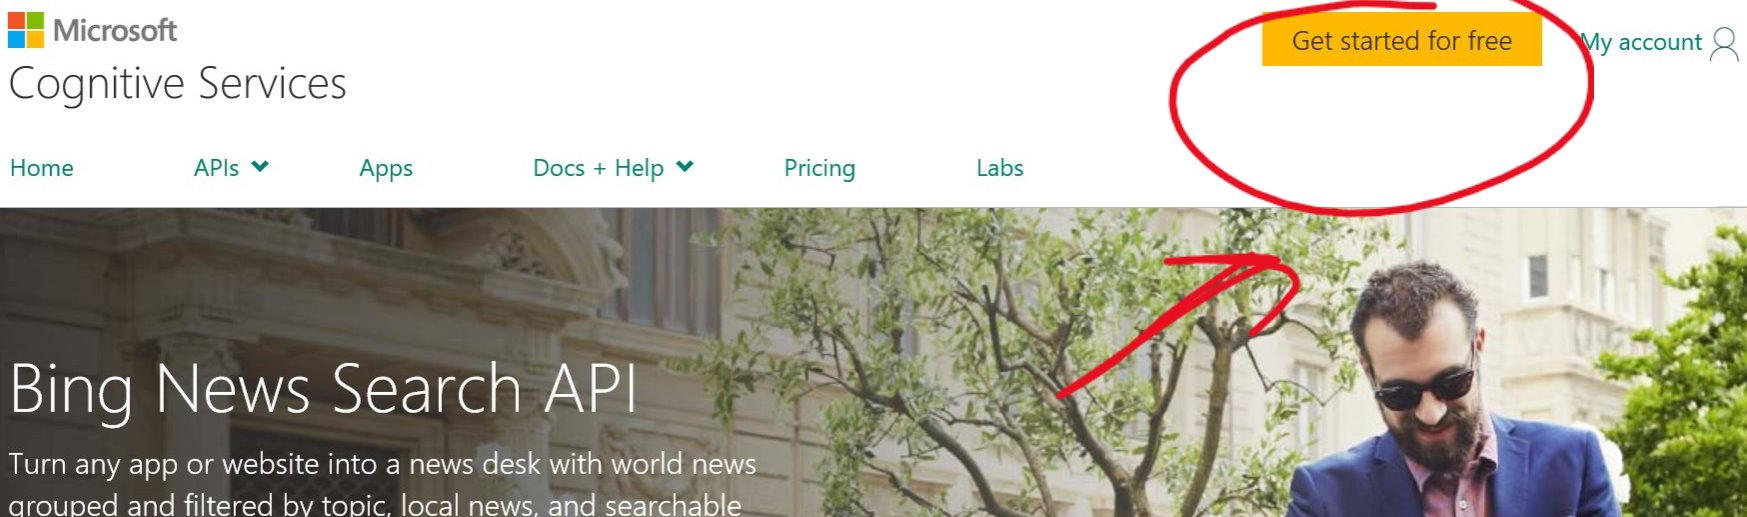 Microsoft
Get started for free
My account
Cognitive Services
Home
APIs
Apps
Docs + Help
Pricing
Labs
Bing News Search API
Turn any app or website into a news desk with world news
grouped and filtered by topic, local news, and searchable